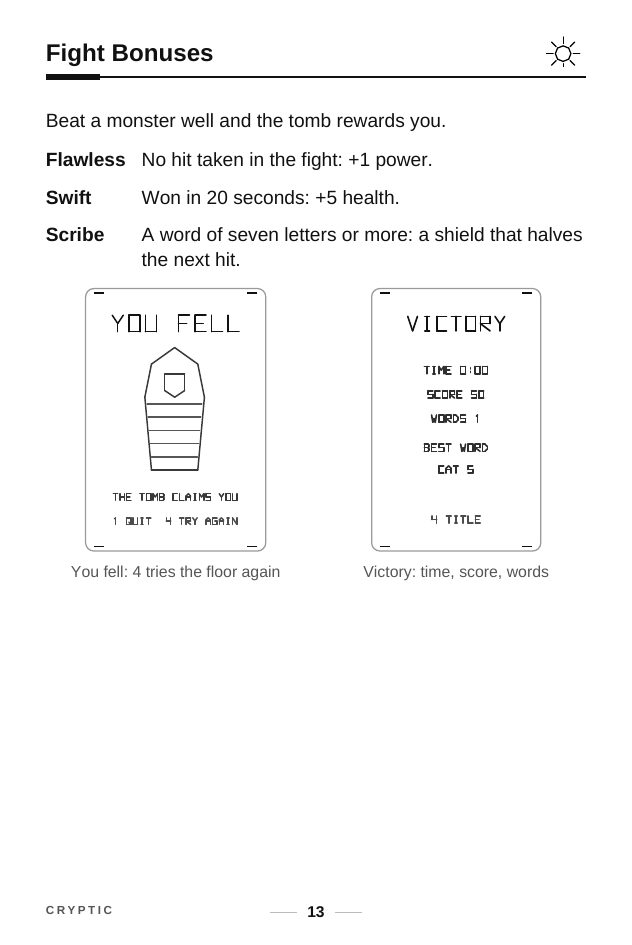 Fight Bonuses
Beat a monster well and the tomb rewards you.
Flawless No hit taken in the fight: +1 power.
Swift Won in 20 seconds: +5 health.
Scribe A word of seven letters or more: a shield that halves
the next hit.
YOU FELL
THE TOMB CLAIMS YOU
1 QUIT 4 TRY AGAIN
You fell: 4 tries the floor again
VICTORY
TIME 0:00
SCORE 50
WORDS 1
BEST WORD
CAT 5
4 TITLE
Victory: time, score, words
CRYPTIC
13